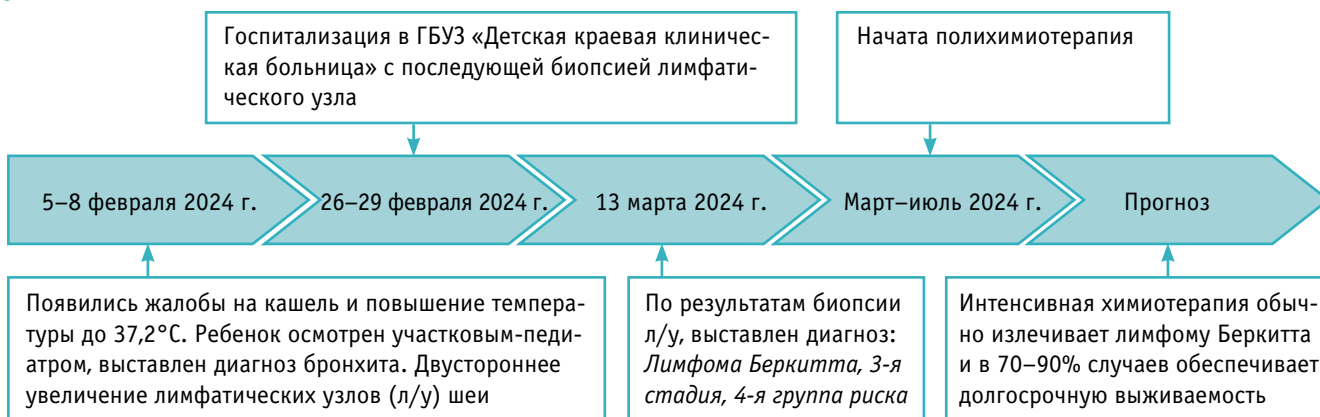 Госпитализация в ГБУЗ «Детская краевая клиничес-
кая больница» с последующей биопсией лимфати-
ческого узла
Начата полихимиотерапия
5–8 февраля 2024 г.
26–29 февраля 2024 г.
13 марта 2024 г.
Март–июль 2024 г.
Прогноз
Появились жалобы на кашель и повышение темпера-
туры до 37,2°С. Ребенок осмотрен участковым-педи-
атром, выставлен диагноз бронхита. Двустороннее
увеличение лимфатических узлов (л/у) шеи
По результатам биопсии
л/у, выставлен диагноз:
Лимфома Беркитта, 3-я
стадия, 4-я группа риска
Интенсивная химиотерапия обыч-
но излечивает лимфому Беркитта
и в 70–90% случаев обеспечивает
долгосрочную выживаемость